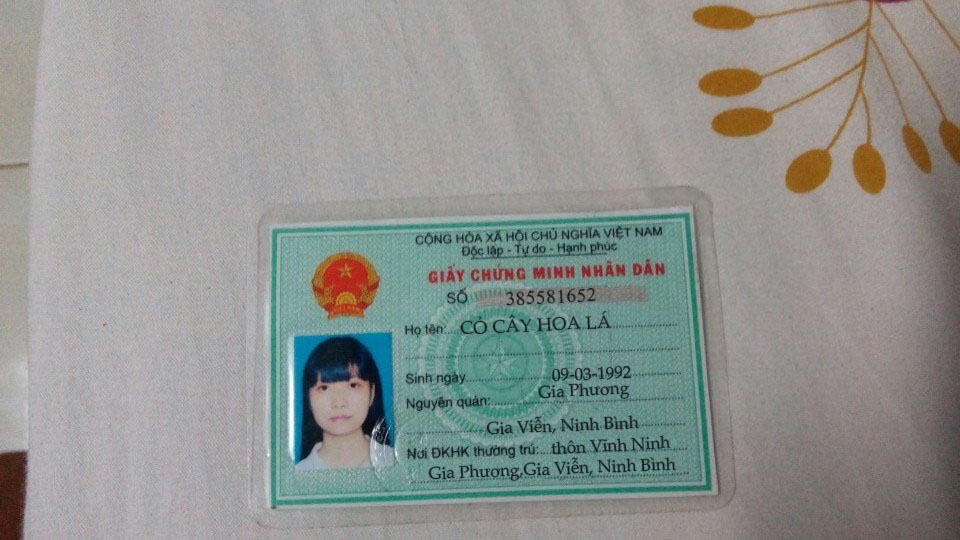 CỘNG HÒA XÃ HỘI CHỦ NGHĨA VIỆT NAM
Độc lập - Tự do - Hạnh phúc
GIẤY CHỨNG MINH NHÂN DÂN
SỐ 385581652
Họ tên: CỎ CÂY HOA LÁ
Sinh ngày 09-03-1992
Nguyên quán: Gia Phương
Gia Viễn, Ninh Bình
Nơi ĐKHK thường trú: thôn Vĩnh Ninh
Gia Phương,Gia Viễn, Ninh Bình